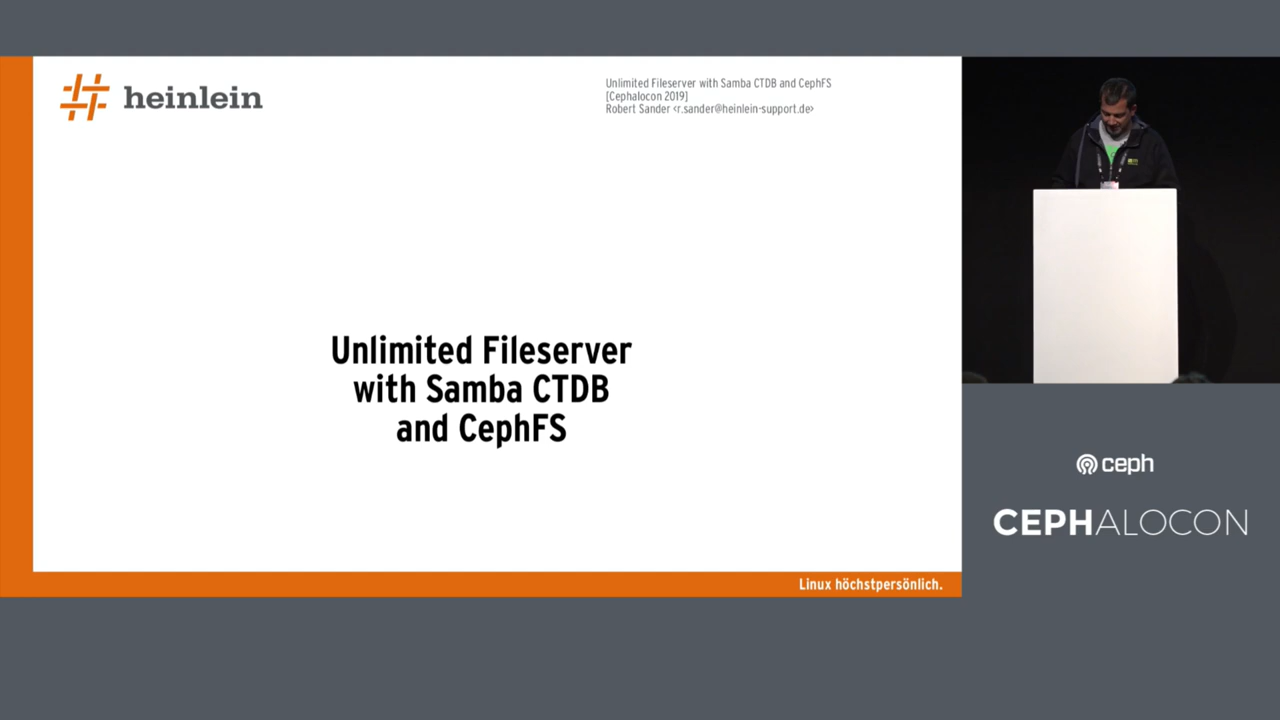 heinlein
Unlimited Fileserver with Samba CTDB and CephFS
[Cephalocon 2019]
Robert Sander <r.sander@heinlein-support.de>
Unlimited Fileserver
with Samba CTDB
and CephFS
Linux höchstpersönlich.
ceph
CEPHALOCON